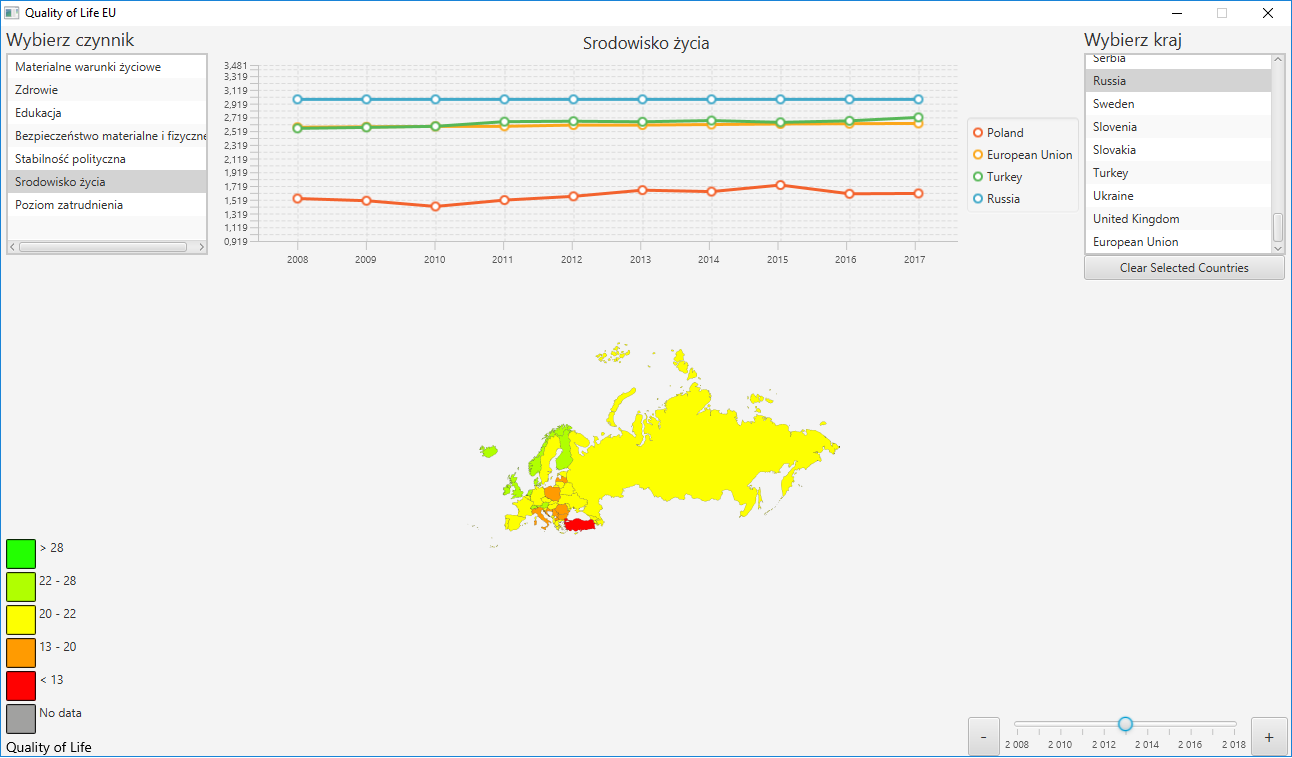 Quality of Life EU
Wybierz czynnik
Materialne warunki życiowe
Zdrowie
Edukacja
Bezpieczeństwo materialne i fizyczne
Stabilność polityczna
Srodowisko życia
Poziom zatrudnienia
Srodowisko życia
3,481
3,319
3,119
2,919
2,719
2,519
2,319
2,119
1,919
1,719
1,519
1,319
1,119
0,919
2008 2009 2010 2011 2012 2013 2014 2015 2016 2017
Poland
European Union
Turkey
Russia
Wybierz kraj
Serbia
Russia
Sweden
Slovenia
Slovakia
Turkey
Ukraine
United Kingdom
European Union
Clear Selected Countries
> 28
22 - 28
20 - 22
13 - 20
< 13
No data
Quality of Life
-
2 008 2 010 2 012 2 014 2 016 2 018
+